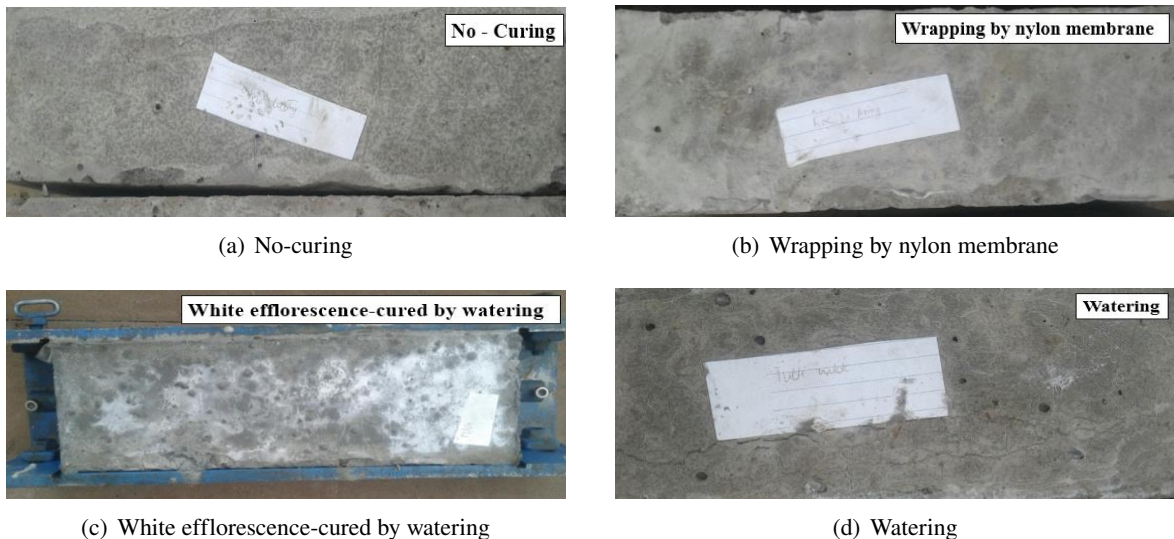 No - Curing
Wrapping by nylon membrane
(a) No-curing
(b) Wrapping by nylon membrane
White efflorescence-cured by watering
Watering
(c) White efflorescence-cured by watering
(d) Watering